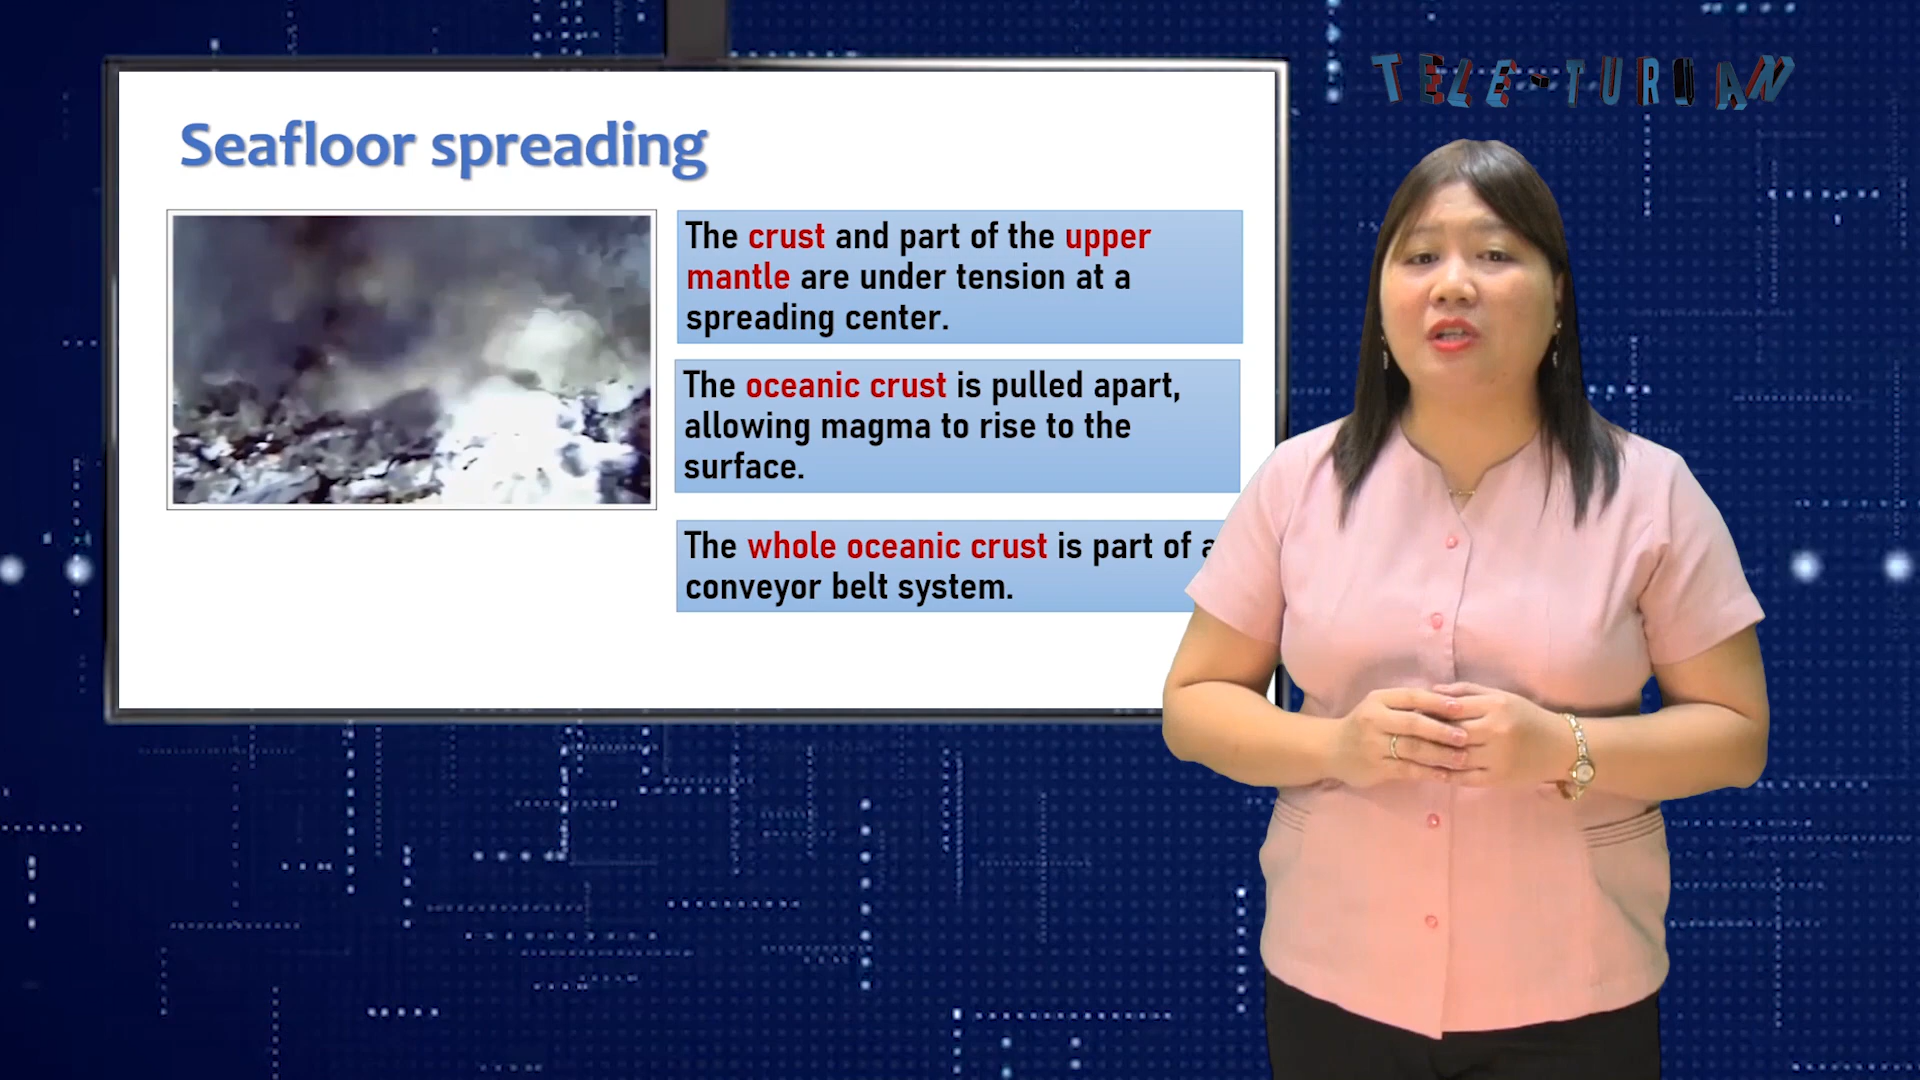 TELE-TURUAN
Seafloor spreading
The crust and part of the upper
mantle are under tension at a
spreading center.
The oceanic crust is pulled apart,
allowing magma to rise to the
surface.
The whole oceanic crust is part of a
conveyor belt system.